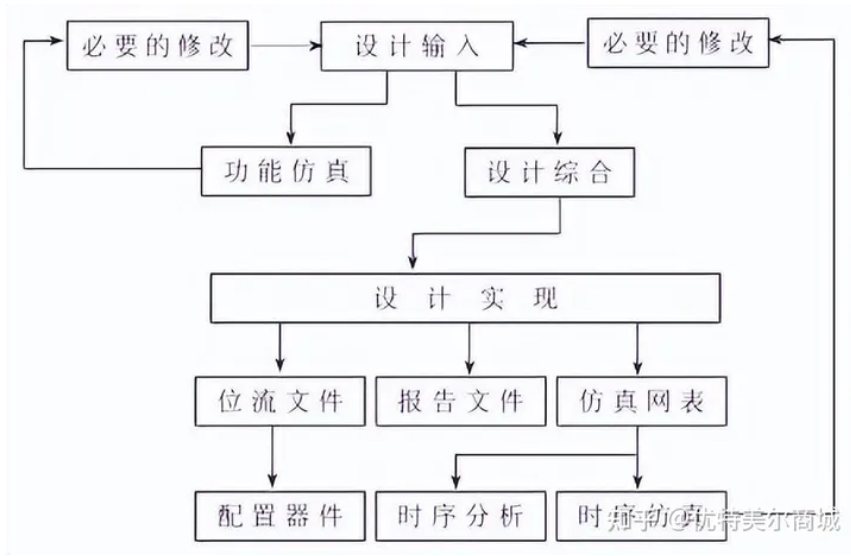 必要的修改
设计输入
必要的修改
功能仿真
设计综合
设计实现
位流文件
报告文件
仿真网表
配置器件
时序分析
时序仿真
知乎 @优特美尔商城